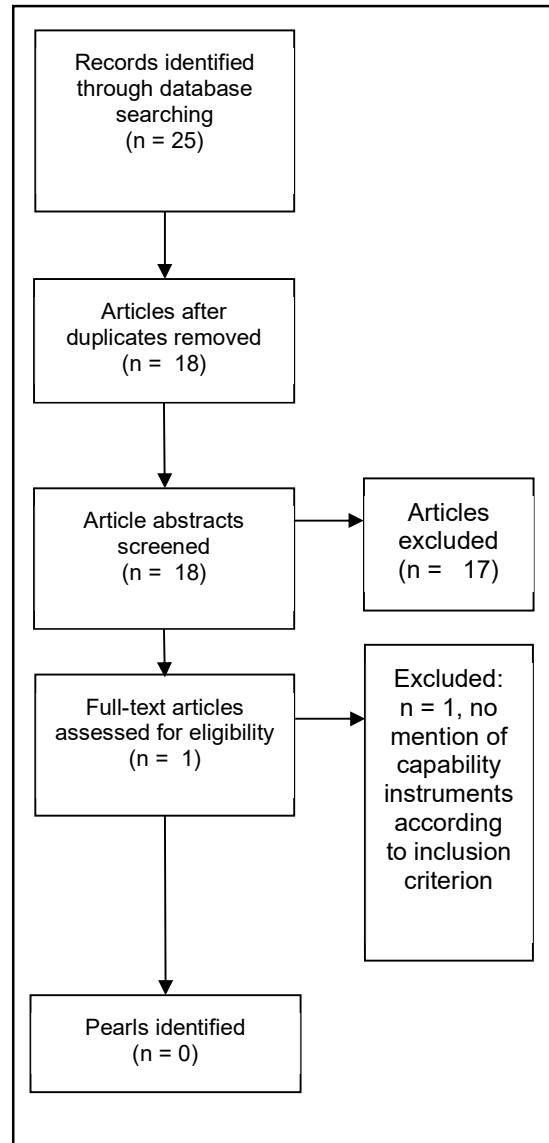 Records identified
through database
searching
(n = 25)
Articles after
duplicates removed
(n = 18)
Article abstracts
screened
(n = 18)
Articles
excluded
(n = 17)
Full-text articles
assessed for eligibility
(n = 1)
Excluded:
n = 1, no
mention of
capability
instruments
according
to inclusion
criterion
Pearls identified
(n = 0)